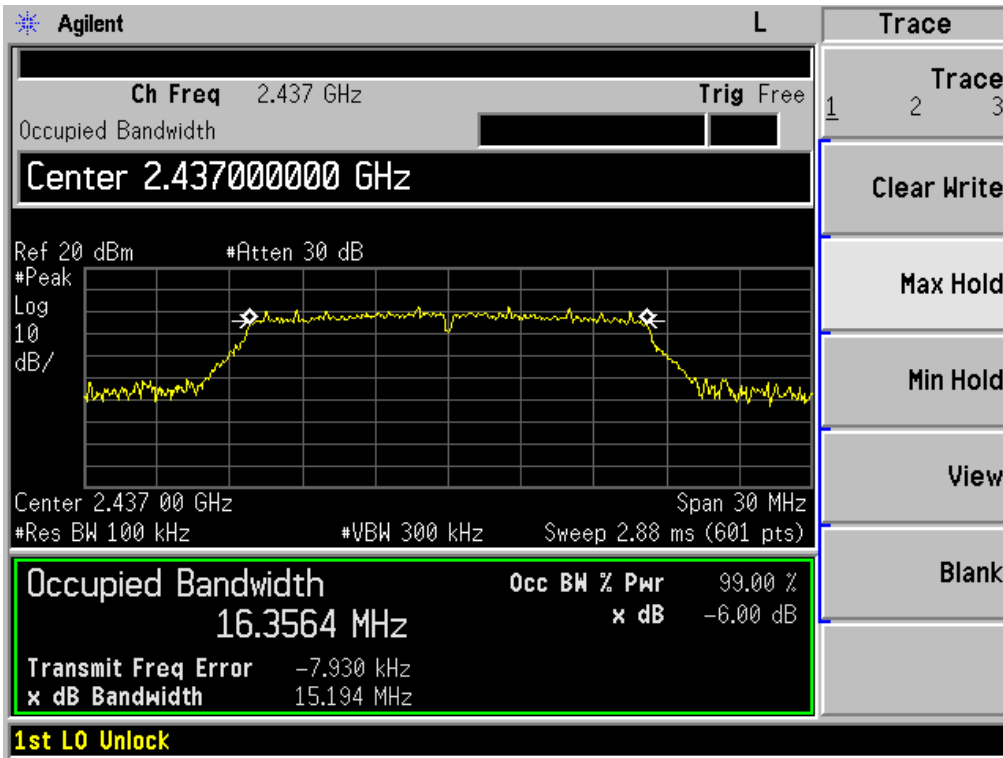 Agilent L
Ch Freq 2.437 GHz Trig Free
Occupied Bandwidth
Center 2.437000000 GHz
Ref 20 dBm #Atten 30 dB
#Peak
Log
10
dB/
Center 2.437 00 GHz Span 30 MHz
#Res BW 100 kHz #VBW 300 kHz Sweep 2.88 ms (601 pts)
Occupied Bandwidth Occ BW % Pwr 99.00 %
16.3564 MHz x dB -6.00 dB
Transmit Freq Error -7.930 kHz
x dB Bandwidth 15.194 MHz
1st LO Unlock
Trace
Trace
1 2 3
Clear Write
Max Hold
Min Hold
View
Blank